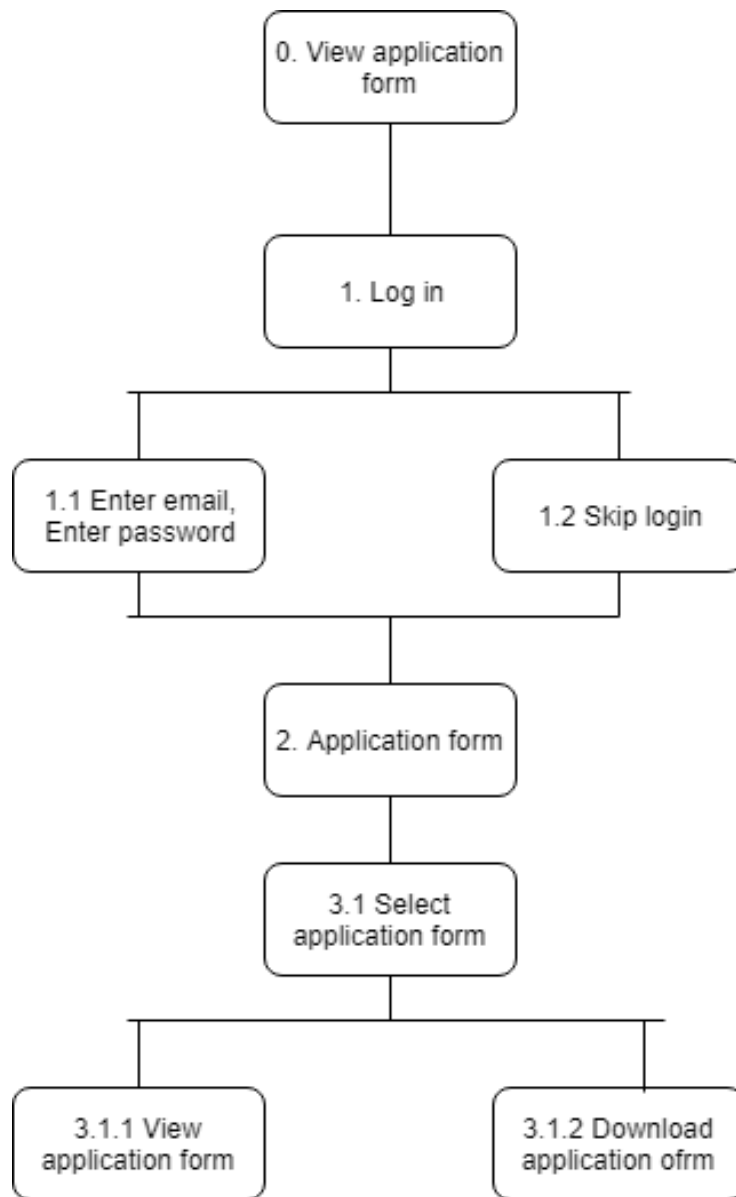 0. View application
form
1. Log in
1.1 Enter email,
Enter password
1.2 Skip login
2. Application form
3.1 Select
application form
3.1.1 View
application form
3.1.2 Download
application ofrm